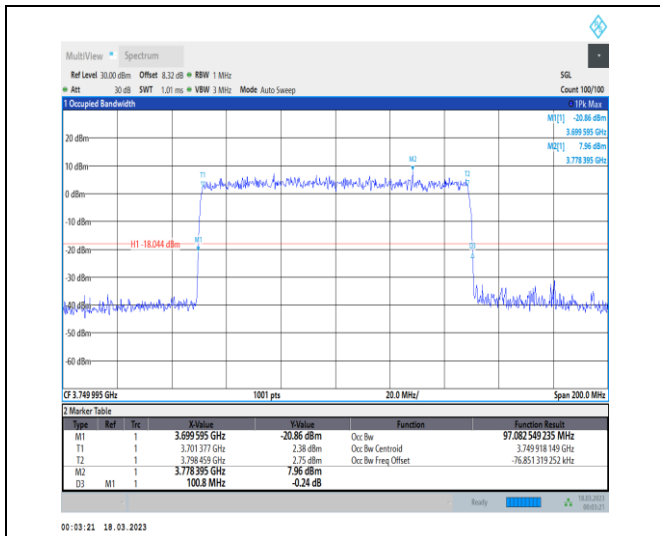 MultiView Spectrum
Ref Level 30.00 dBm Offset 8.32 dB RBW 1 MHz SGL
Att 30 dB SWT 1.01 ms VBW 3 MHz Mode Auto Sweep Count 100/100
1 Occupied Bandwidth 1Pk Max
M1[1] -20.86 dBm
3.699 595 GHz
M2[1] 7.96 dBm
3.778 395 GHz
20 dBm
10 dBm
M2
T1 T2
0 dBm
-10 dBm
H1 -18.044 dBm M1
-20 dBm D3
-30 dBm
-40 dBm
-50 dBm
-60 dBm
CF 3.749 995 GHz 1001 pts 20.0 MHz/ Span 200.0 MHz
2 Marker Table
Type Ref Trc X-Value Y-Value Function Function Result
M1 1 3.699 595 GHz -20.86 dBm Occ Bw 97.082 549 235 MHz
T1 1 3.701 377 GHz 2.38 dBm Occ Bw Centroid 3.749 918 149 GHz
T2 1 3.798 459 GHz 2.75 dBm Occ Bw Freq Offset -76.851 319 252 kHz
M2 1 3.778 395 GHz 7.96 dBm
D3 M1 1 100.8 MHz -0.24 dB
Ready 18.03.2023
00:03:21
00:03:21 18.03.2023